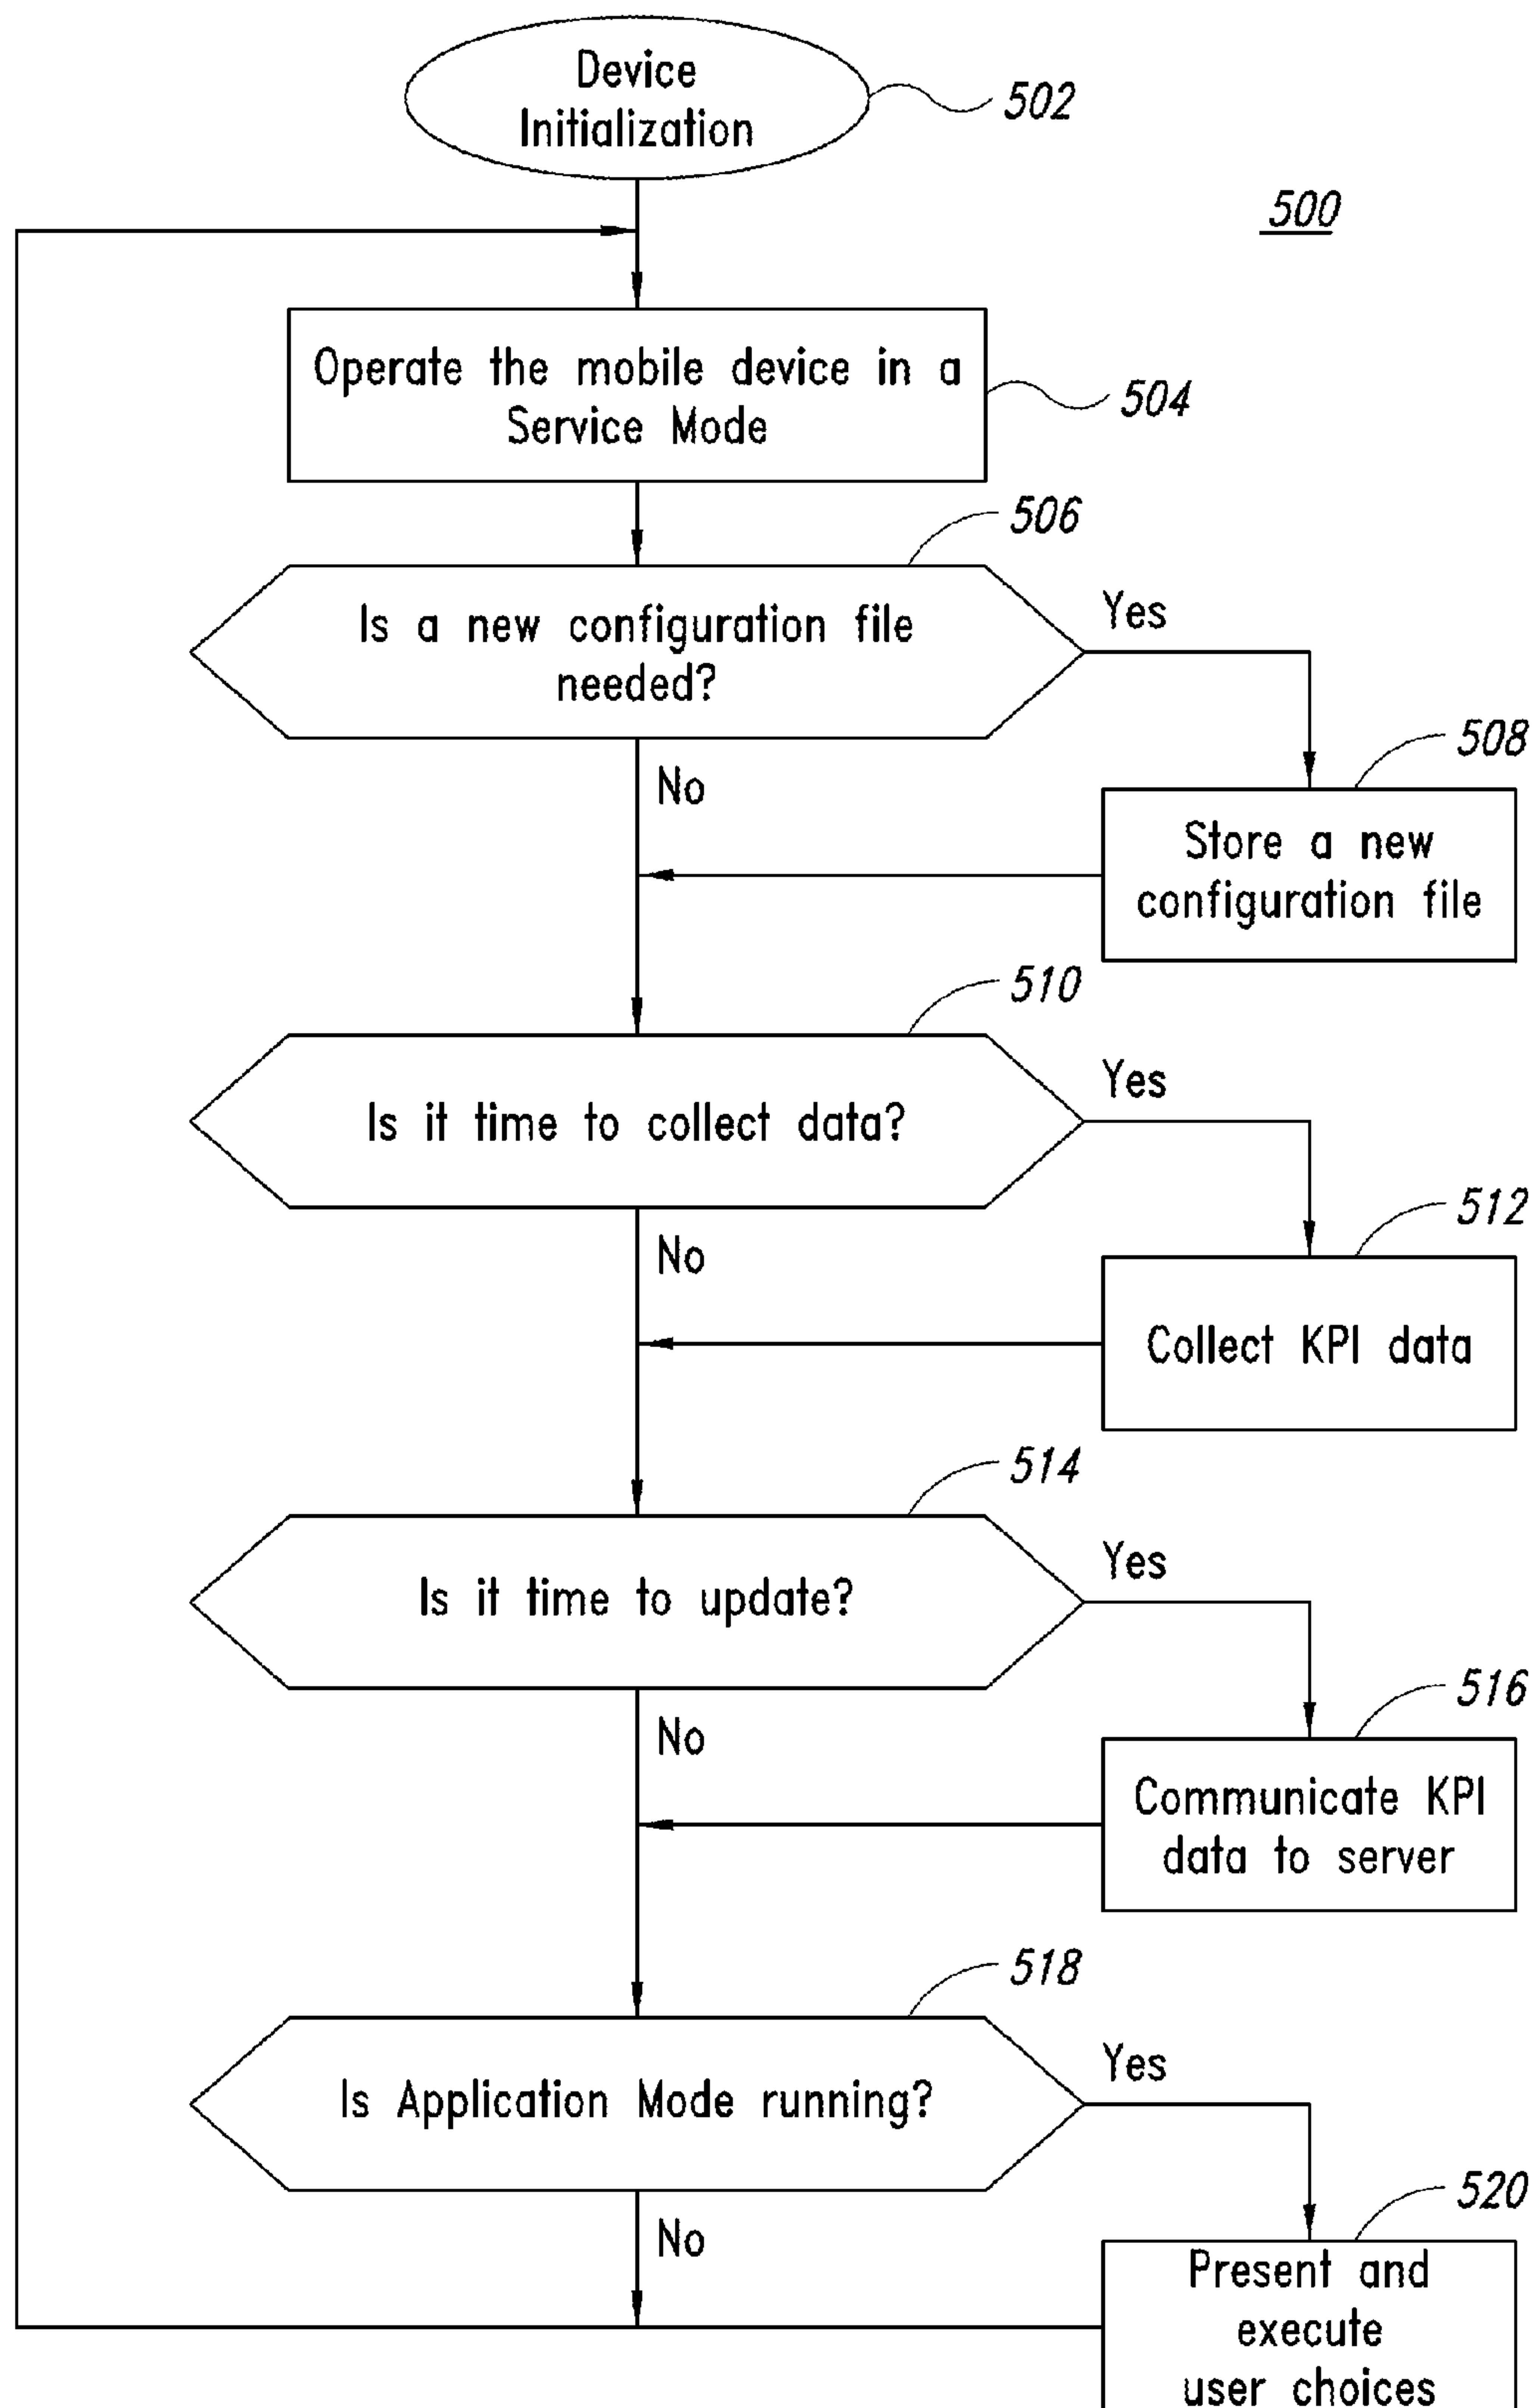 Device
Initialization
502
500
Operate the mobile device in a
Service Mode
504
506
Is a new configuration file
needed?
Yes
No
508
Store a new
configuration file
510
Is it time to collect data?
Yes
No
512
Collect KPI data
514
Is it time to update?
Yes
No
516
Communicate KPI
data to server
518
Is Application Mode running?
Yes
No
520
Present and
execute
user choices